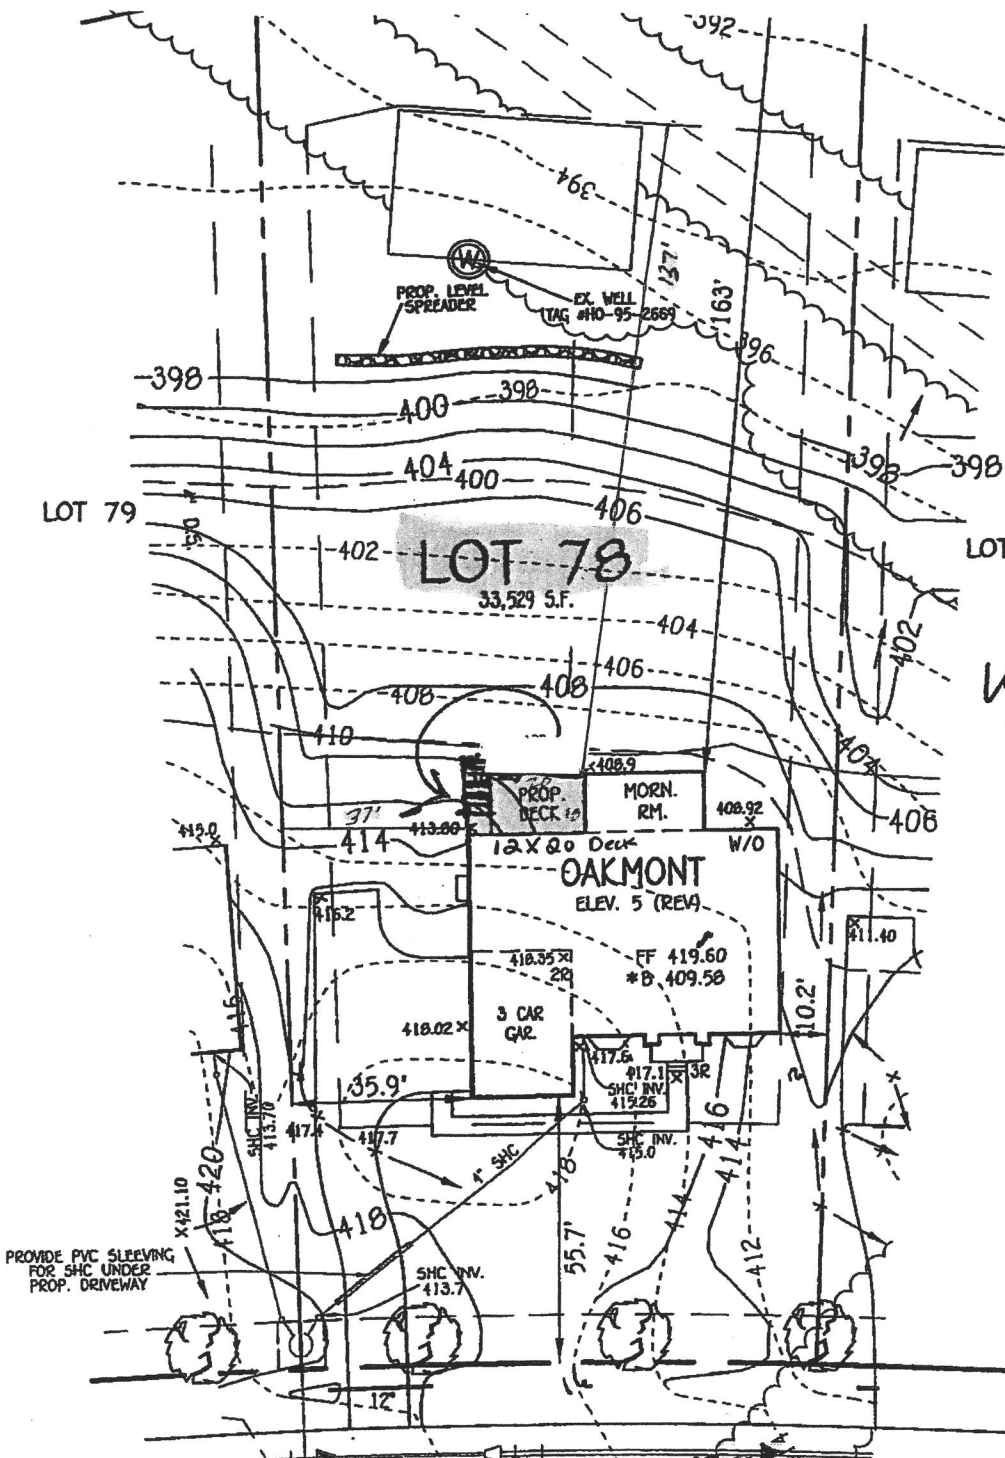 392
394
137'
PROP. LEVEL
SPREADER
EX. WELL
TAG #HO-95-2669
W
163'
396
398
398
400
398
398
404
400
406
LOT 79
LOT 78
33,529 S.F.
LOT
402
404
402
406
408
408
410
404
408.9
PROP.
DECK
MORN.
RM.
408.92
406
37'
415.0
414
413.60
12 X 20 Deck
W/O
OAKMONT
ELEV. 5 (REV)
416.2
411.40
418.35
2R
FF 419.60
*B 409.58
416
3 CAR
GAR.
418.02
10.2'
417.6
417.1
3R
35.9'
SHC INV.
415.26
SHC INV.
413.70
417.4
417.7
SHC INV.
415.0
416
414
420
4" SHC
418
X421.10
418
418
414
416
412
55.7'
PROVIDE PVC SLEEVING
FOR SHC UNDER
PROP. DRIVEWAY
SHC INV.
413.7
12'